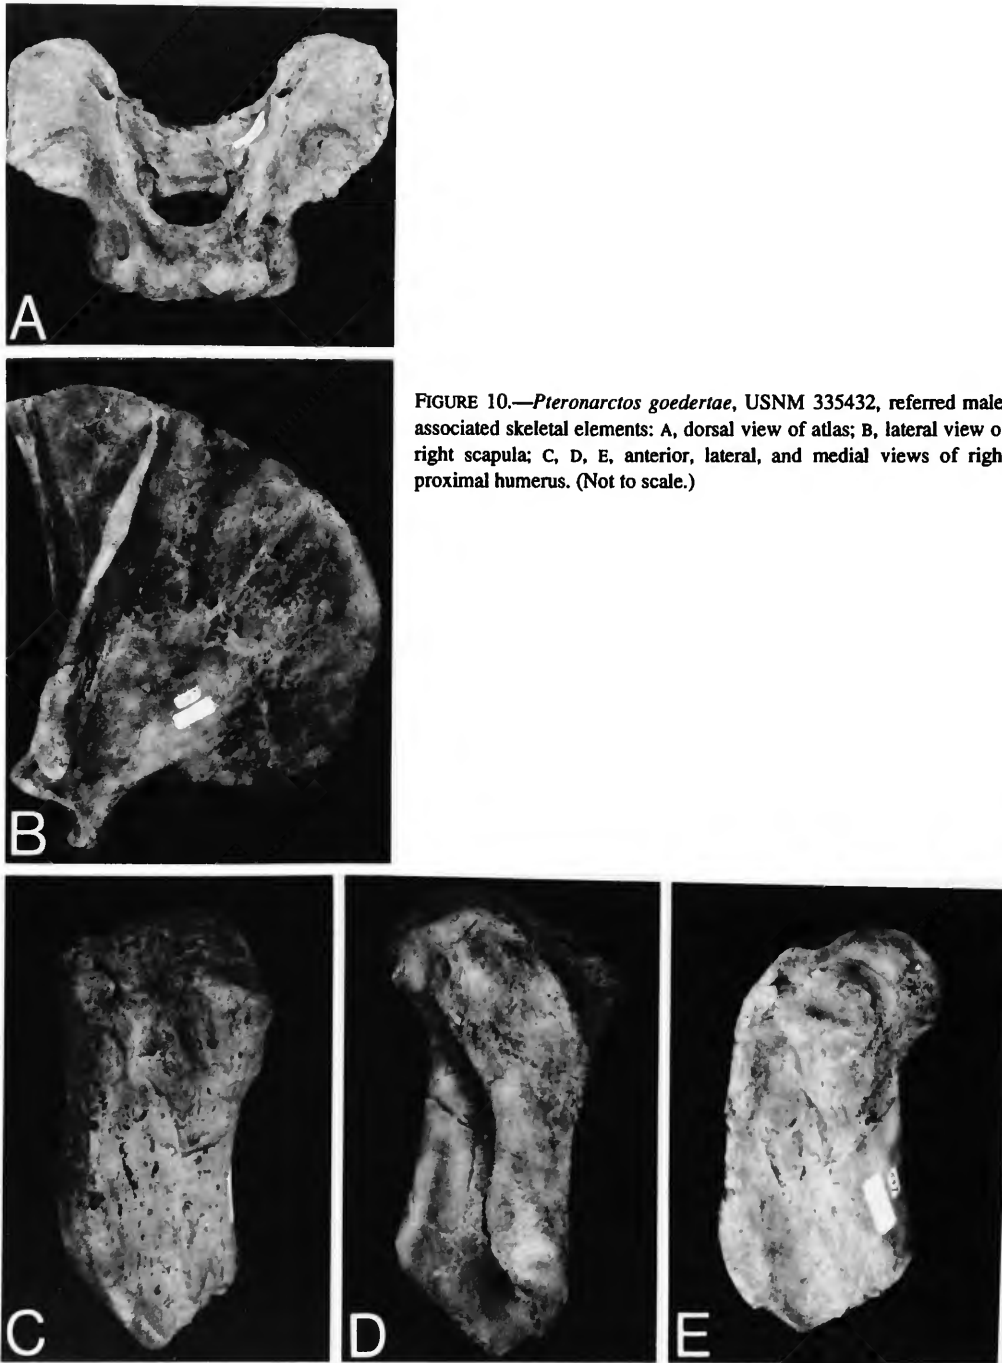 A
B
FIGURE 10.—Pteronarctos goedertae, USNM 335432, referred male
associated skeletal elements: A, dorsal view of atlas; B, lateral view o
right scapula; C, D, E, anterior, lateral, and medial views of righ
proximal humerus. (Not to scale.)
C
D
E